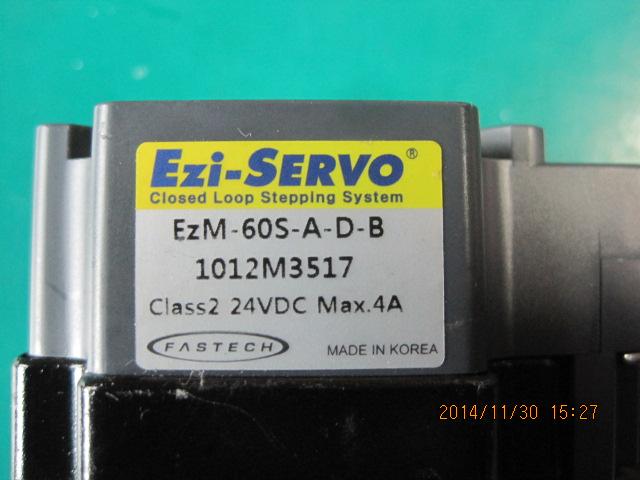 Ezi-SERVO®
Closed Loop Stepping System
EzM-60S-A-D-B
1012M3517
Class2 24VDC Max.4A
FASTECH
MADE IN KOREA
2014/11/30 15:27